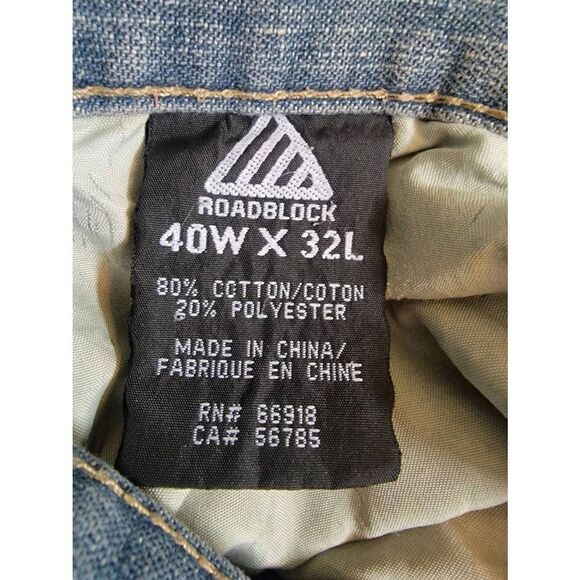 ROADBLOCK
40W X 32L
80% COTTON/COTON
20% POLYESTER
MADE IN CHINA/
FABRIQUE EN CHINE
RN# 66918
CA# 56785